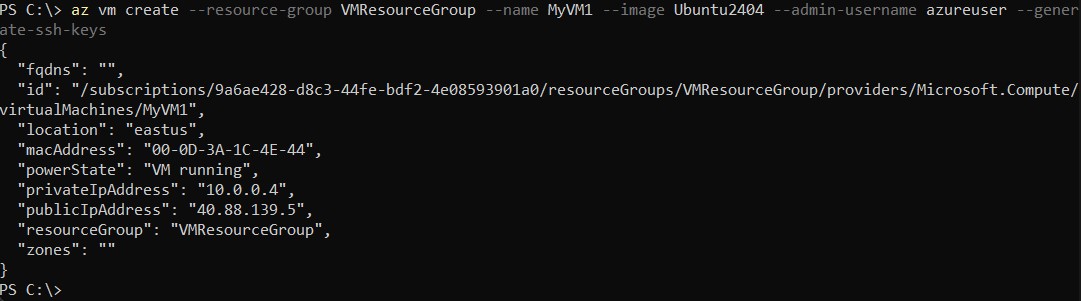 PS C:\> az vm create --resource-group VMResourceGroup --name MyVM1 --image Ubuntu2404 --admin-username azureuser --gener
ate-ssh-keys
{
  "fqdns": "",
  "id": "/subscriptions/9a6ae428-d8c3-44fe-bdf2-4e08593901a0/resourceGroups/VMResourceGroup/providers/Microsoft.Compute/
virtualMachines/MyVM1",
  "location": "eastus",
  "macAddress": "00-0D-3A-1C-4E-44",
  "powerState": "VM running",
  "privateIpAddress": "10.0.0.4",
  "publicIpAddress": "40.88.139.5",
  "resourceGroup": "VMResourceGroup",
  "zones": ""
}
PS C:\>